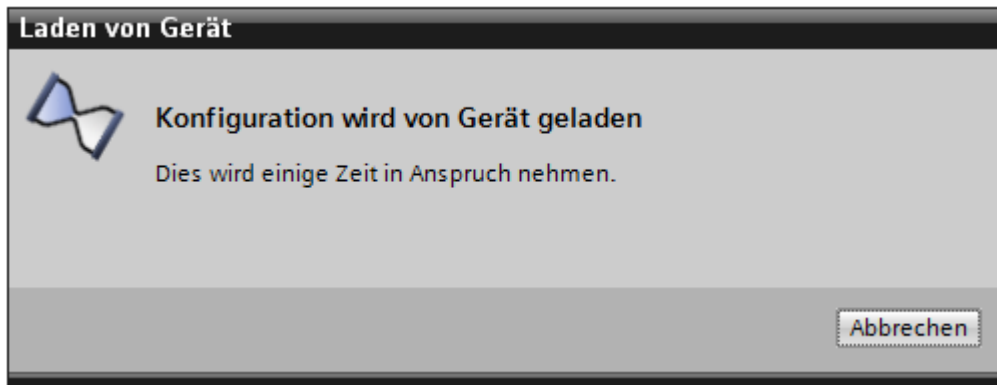 Laden von Gerät
Konfiguration wird von Gerät geladen
Dies wird einige Zeit in Anspruch nehmen.
Abbrechen